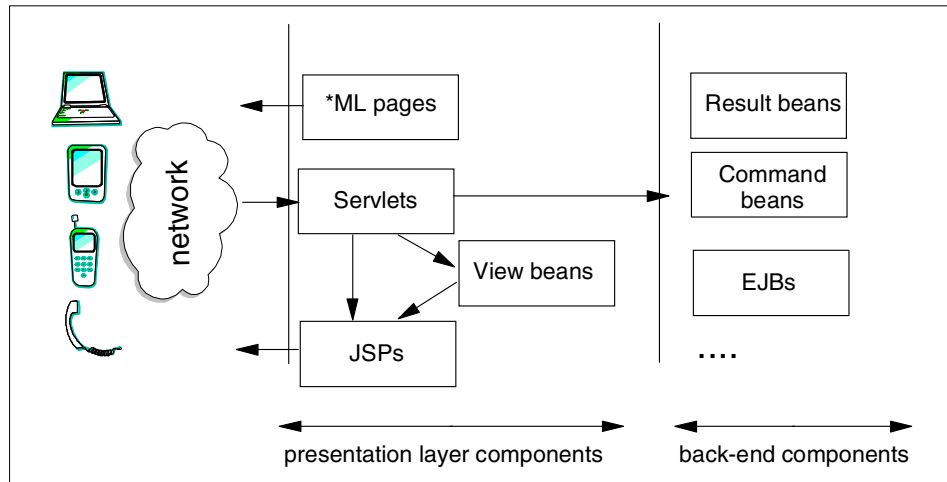 *ML pages
Result beans
network
Servlets
Command
beans
View beans
EJBs
JSPs
....
presentation layer components
back-end components